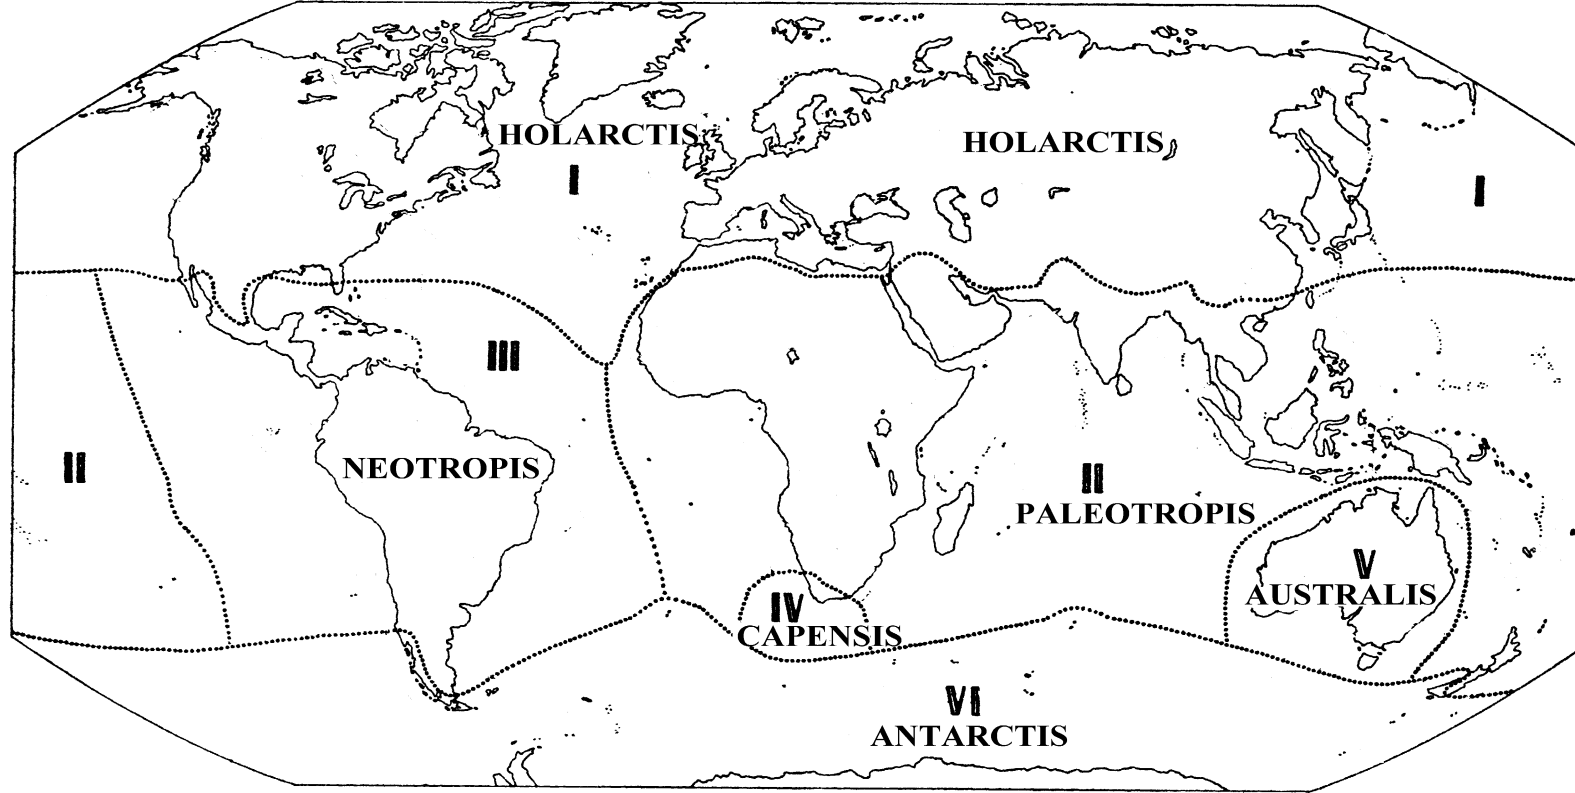 HOLARCTIS
HOLARCTIS
I
I
III
II
NEOTROPIS
II
PALEOTROPIS
V
AUSTRALIS
IV
CAPENSIS
VI
ANTARCTIS